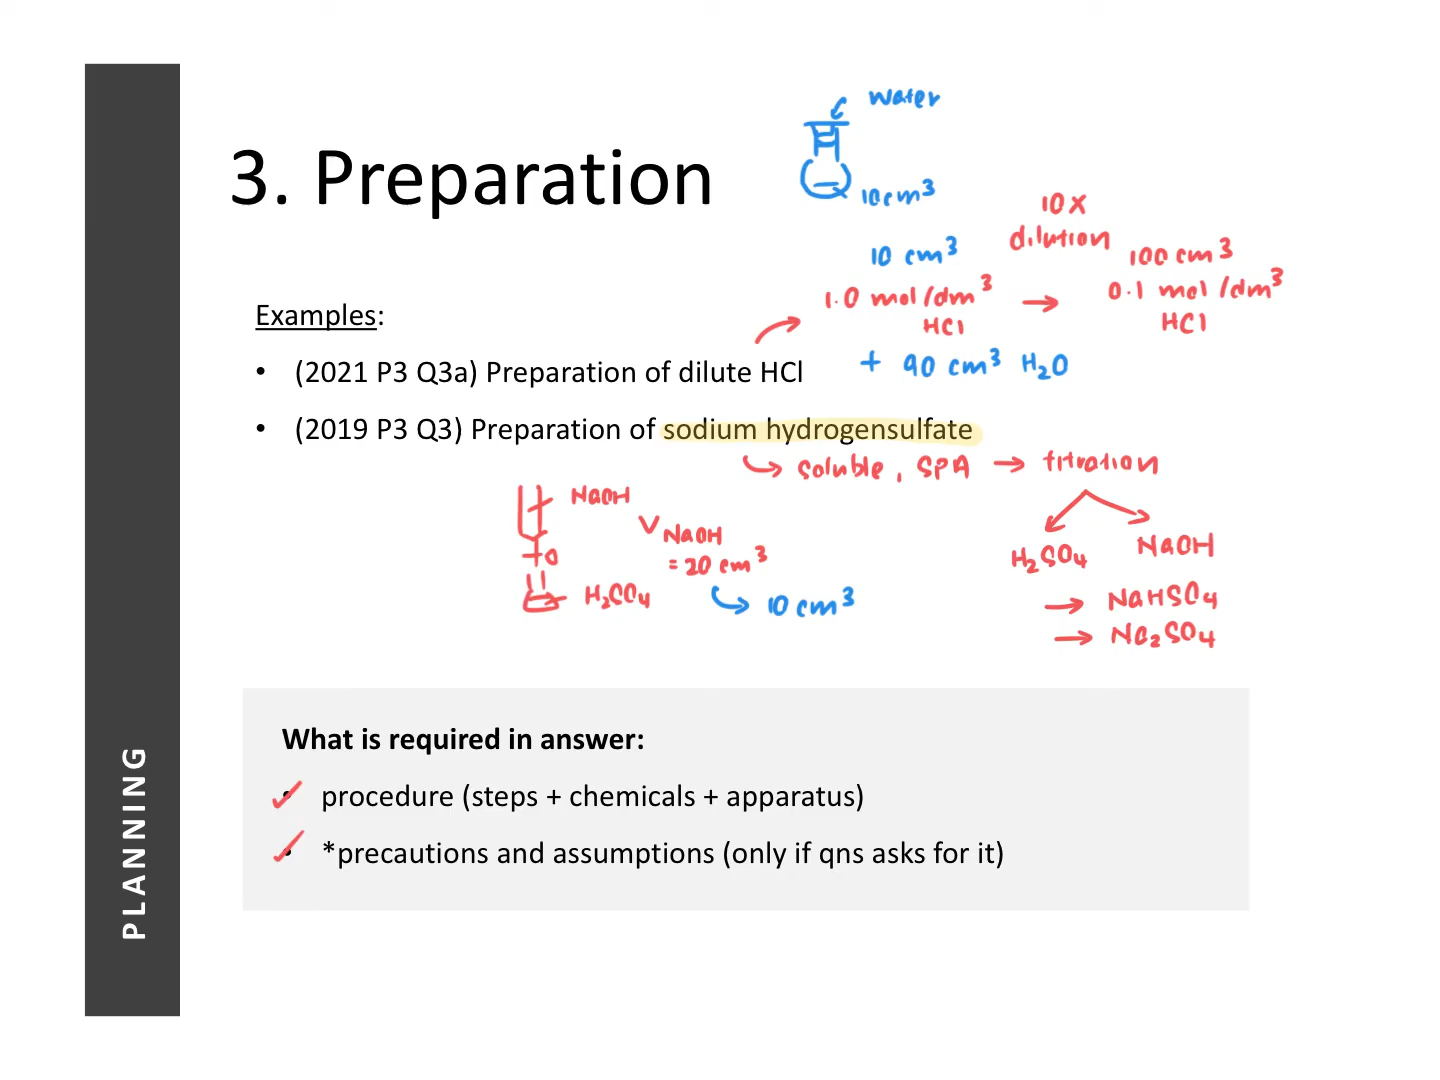 water
3. Preparation
10cm³
10x
dilution
10 cm³
100 cm³
1.0 mol/dm³ → 0.1 mol/dm³
HCl
HCl
Examples:
+ 90 cm³ H₂O
• (2021 P3 Q3a) Preparation of dilute HCl
• (2019 P3 Q3) Preparation of sodium hydrogensulfate
soluble, SPA → titration
NaOH
V NaOH
= 20 cm³
H₂SO₄
NaOH
H₂SO₄
10 cm³
→ NaHSO₄
→ Na₂SO₄
What is required in answer:
• procedure (steps + chemicals + apparatus)
• *precautions and assumptions (only if qns asks for it)
PLANNING